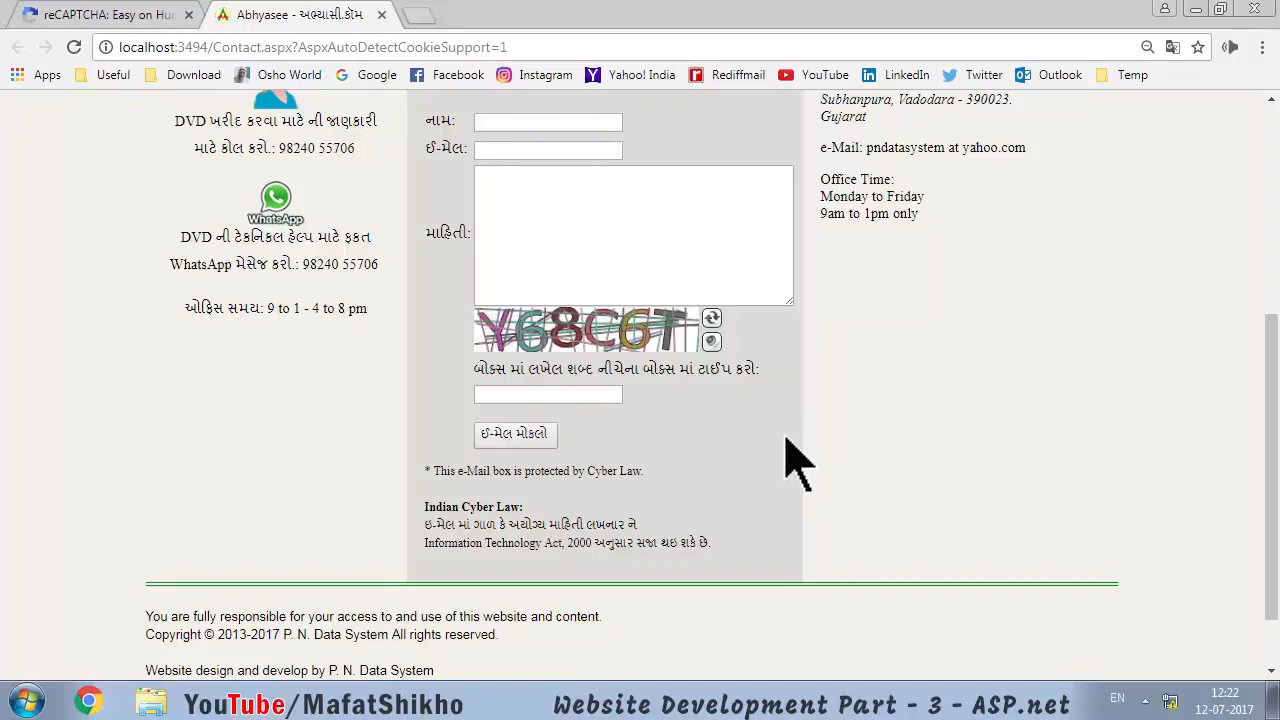 reCAPTCHA: Easy on Hur
Abhyasee - અભ્યાસી.કોમ
localhost:3494/Contact.aspx?AspxAutoDetectCookieSupport=1
Apps
Useful
Download
Osho World
Google
Facebook
Instagram
Yahoo! India
Rediffmail
YouTube
LinkedIn
Twitter
Outlook
Temp
DVD ખરીદ કરવા માટે ની જાણકારી
માટે કોલ કરો.: 98240 55706
WhatsApp
DVD ની ટેકનિકલ હેલ્પ માટે ફકત
WhatsApp મેસેજ કરો.: 98240 55706
ઓફિસ સમય: 9 to 1 - 4 to 8 pm
નામ:
ઈ-મેલ:
માહિતી:
Y68C6T
બોક્સ માં લખેલ શબ્દ નીચેના બોક્સ માં ટાઈપ કરો:
ઈ-મેલ મોકલો
* This e-Mail box is protected by Cyber Law.
Indian Cyber Law:
ઇ-મેલ માં ગાળ કે અયોગ્ય માહિતી લખનાર ને
Information Technology Act, 2000 અનુસાર સજા થઇ શકે છે.
Subhanpura, Vadodara - 390023.
Gujarat
e-Mail: pndatasystem at yahoo.com
Office Time:
Monday to Friday
9am to 1pm only
You are fully responsible for your access to and use of this website and content.
Copyright © 2013-2017 P. N. Data System All rights reserved.
Website design and develop by P. N. Data System
YouTube/MafatShikho
Website Development Part - 3 - ASP.net
EN
12:22
12-07-2017